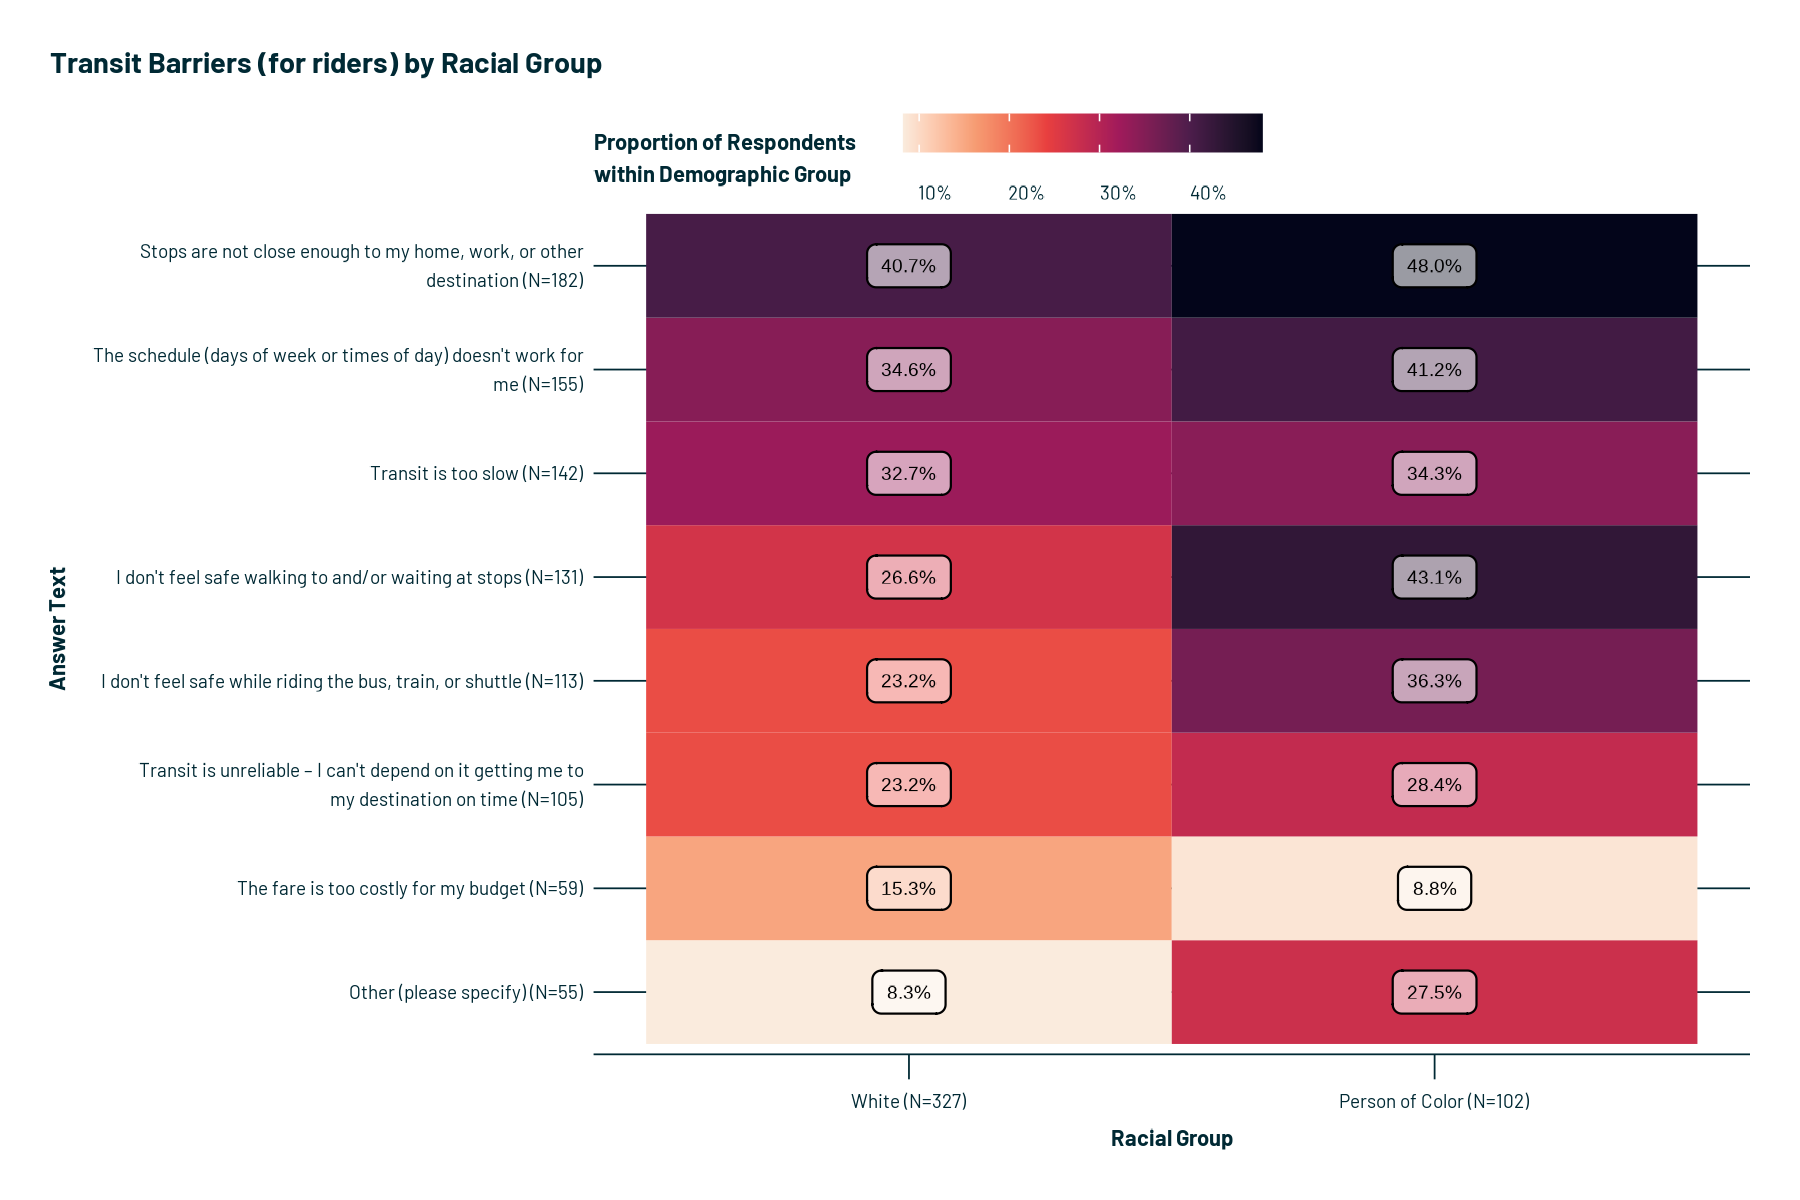 Transit Barriers (for riders) by Racial Group
Proportion of Respondents
within Demographic Group
10% 20% 30% 40%
Stops are not close enough to my home, work, or other
destination (N=182)
40.7% 48.0%
The schedule (days of week or times of day) doesn't work for
me (N=155)
34.6% 41.2%
Transit is too slow (N=142)
32.7% 34.3%
I don't feel safe walking to and/or waiting at stops (N=131)
26.6% 43.1%
I don't feel safe while riding the bus, train, or shuttle (N=113)
23.2% 36.3%
Transit is unreliable – I can't depend on it getting me to
my destination on time (N=105)
23.2% 28.4%
The fare is too costly for my budget (N=59)
15.3% 8.8%
Other (please specify) (N=55)
8.3% 27.5%
Answer Text
White (N=327) Person of Color (N=102)
Racial Group